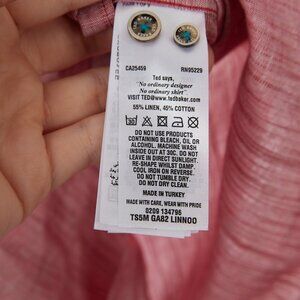 CA25459 RN95229
Ted says,
"No ordinary designer
No ordinary shirt"
VISIT TED@www.tedbaker.com
55% LINEN, 45% COTTON
DO NOT USE PRODUCTS
CONTAINING BLEACH, OIL OR
ALCOHOL. MACHINE WASH
INSIDE OUT AT 30C. DO NOT
LEAVE IN DIRECT SUNLIGHT.
RE-SHAPE WHILST DAMP.
COOL IRON ON REVERSE.
DO NOT TUMBLE DRY.
DO NOT DRY CLEAN.
MADE IN TURKEY
MADE WITH CARE, WEAR WITH PRIDE
0209 134796
TS5M GA82 LINNOO